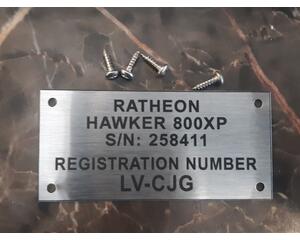 RATHEON
HAWKER 800XP
S/N: 258411
REGISTRATION NUMBER
LV-CJG